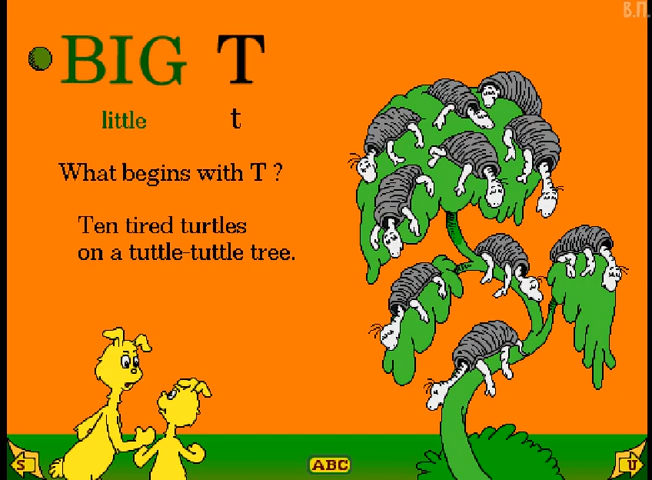 В.П.
BIG T
little t
What begins with T ?
Ten tired turtles
on a tuttle-tuttle tree.
S ABC U